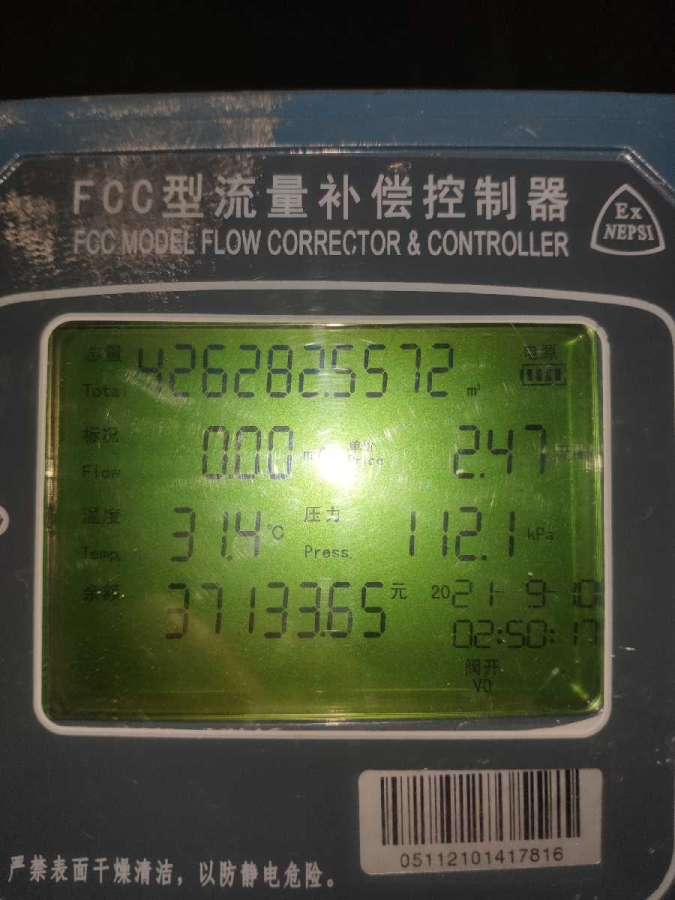 FCC型流量补偿控制器
FCC MODEL FLOW CORRECTOR & CONTROLLER
Ex
NEPSI
总量 Total 426282.5572 m³
电源
标况 Flow 0.00 单价 Price 2.47
温度 Temp. 31.4 ℃ 压力 Press. 112.1 kPa
余额 37133.65 元 2021-9-10
02:50:17
阀开
V0
05112101417816
严禁表面干燥清洁，以防静电危险。